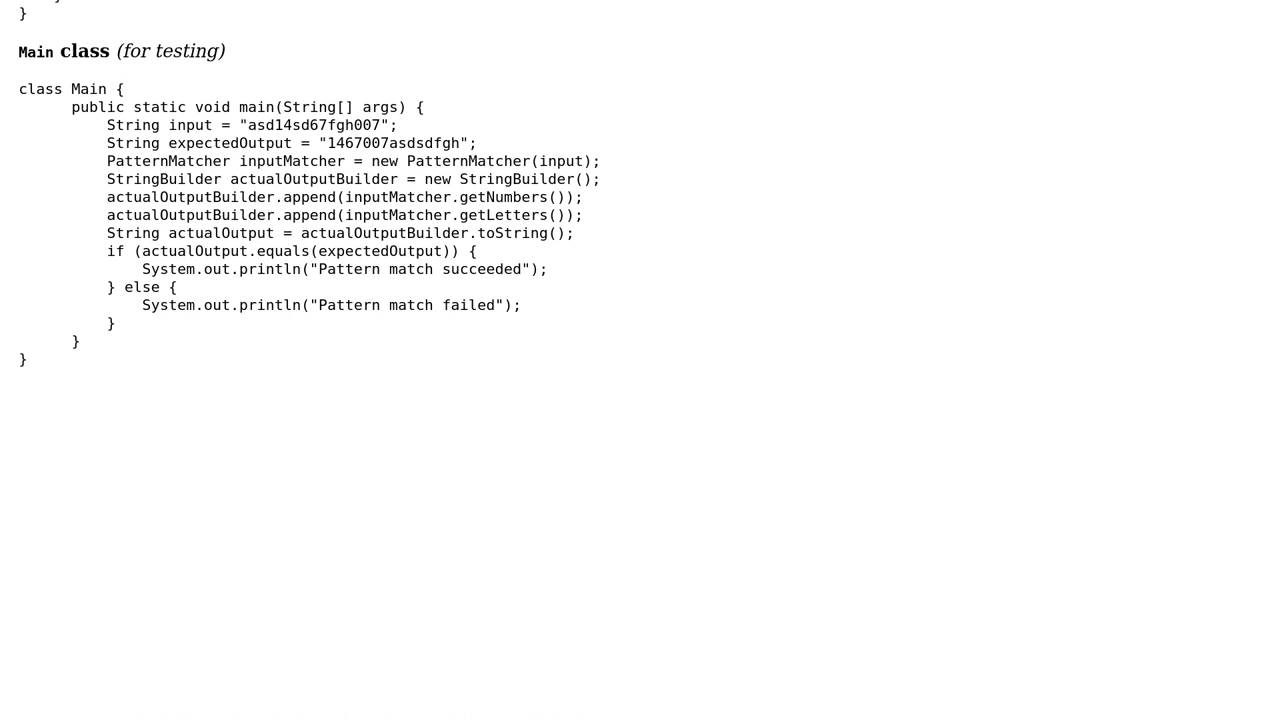 }
Main class (for testing)
class Main {
      public static void main(String[] args) {
          String input = "asd14sd67fgh007";
          String expectedOutput = "1467007asdsdfgh";
          PatternMatcher inputMatcher = new PatternMatcher(input);
          StringBuilder actualOutputBuilder = new StringBuilder();
          actualOutputBuilder.append(inputMatcher.getNumbers());
          actualOutputBuilder.append(inputMatcher.getLetters());
          String actualOutput = actualOutputBuilder.toString();
          if (actualOutput.equals(expectedOutput)) {
              System.out.println("Pattern match succeeded");
          } else {
              System.out.println("Pattern match failed");
          }
      }
}